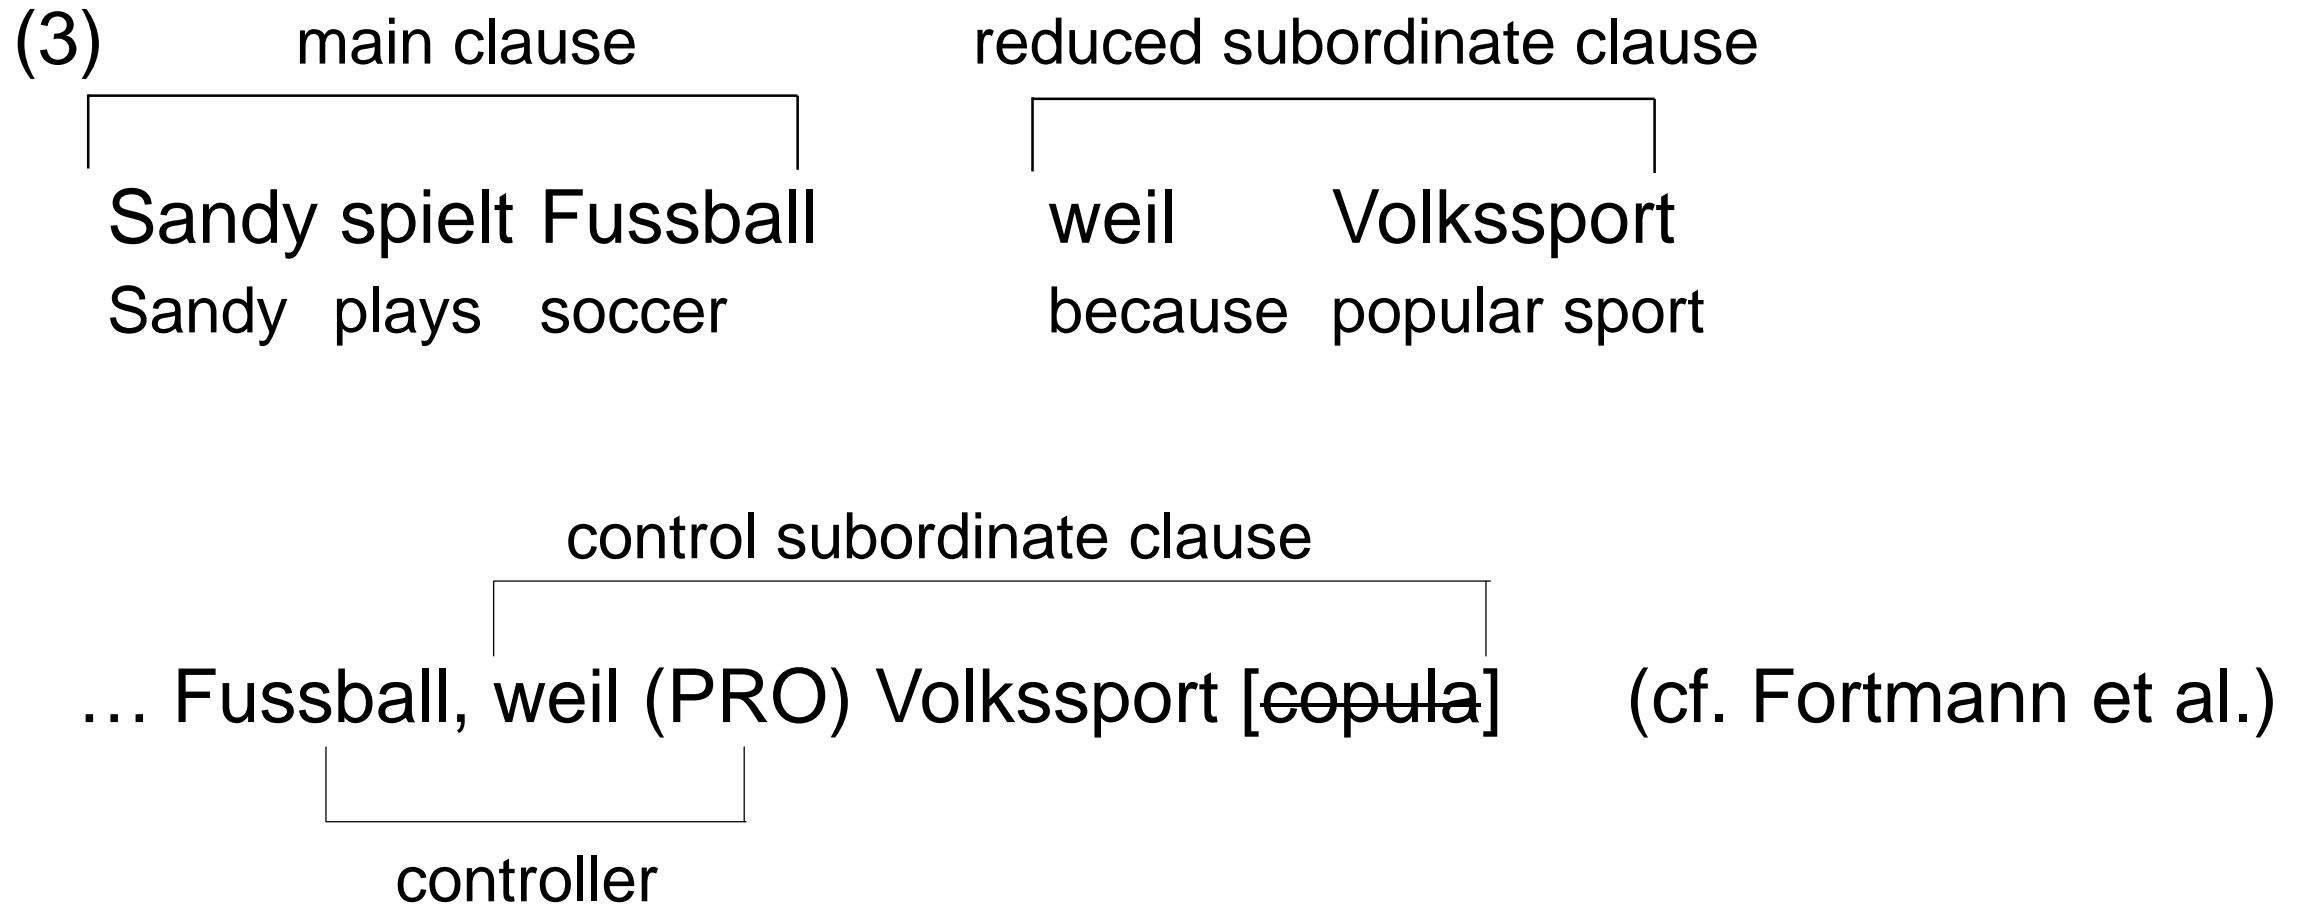 (3) main clause reduced subordinate clause
Sandy spielt Fussball weil Volkssport
Sandy plays soccer because popular sport
control subordinate clause
… Fussball, weil (PRO) Volkssport [copula] (cf. Fortmann et al.)
controller